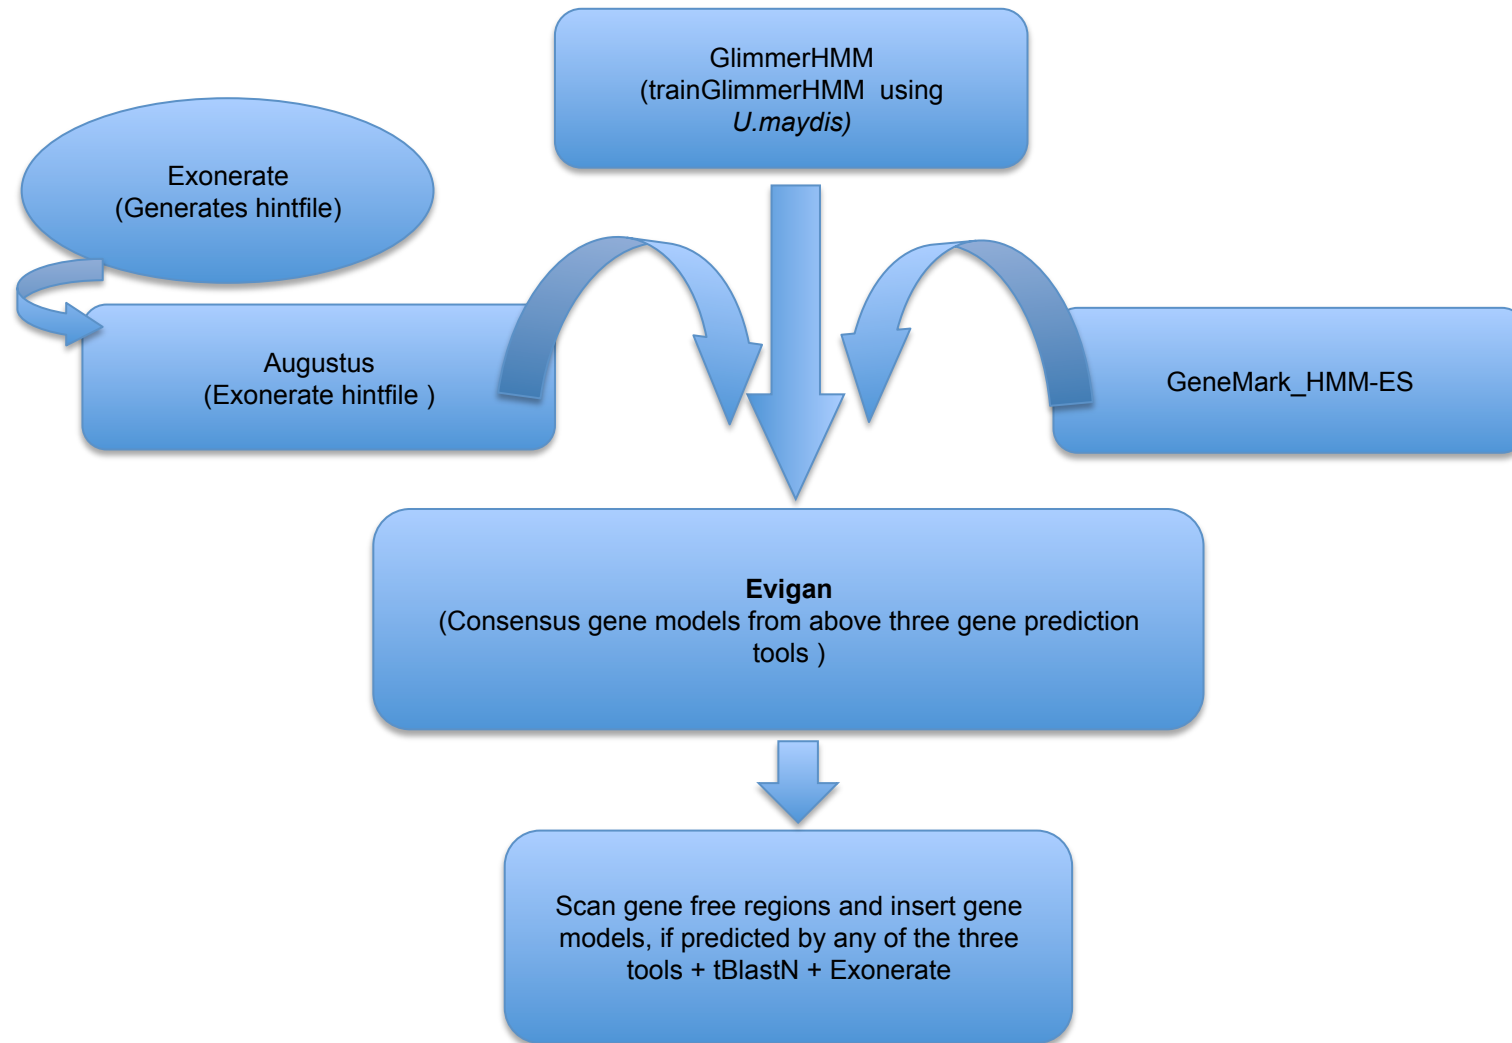 GlimmerHMM
(trainGlimmerHMM  using
U.maydis)
Exonerate
(Generates hintfile)
Augustus
(Exonerate hintfile )
GeneMark_HMM-ES
Evigan
(Consensus gene models from above three gene prediction
tools )
Scan gene free regions and insert gene
models, if predicted by any of the three
tools + tBlastN + Exonerate